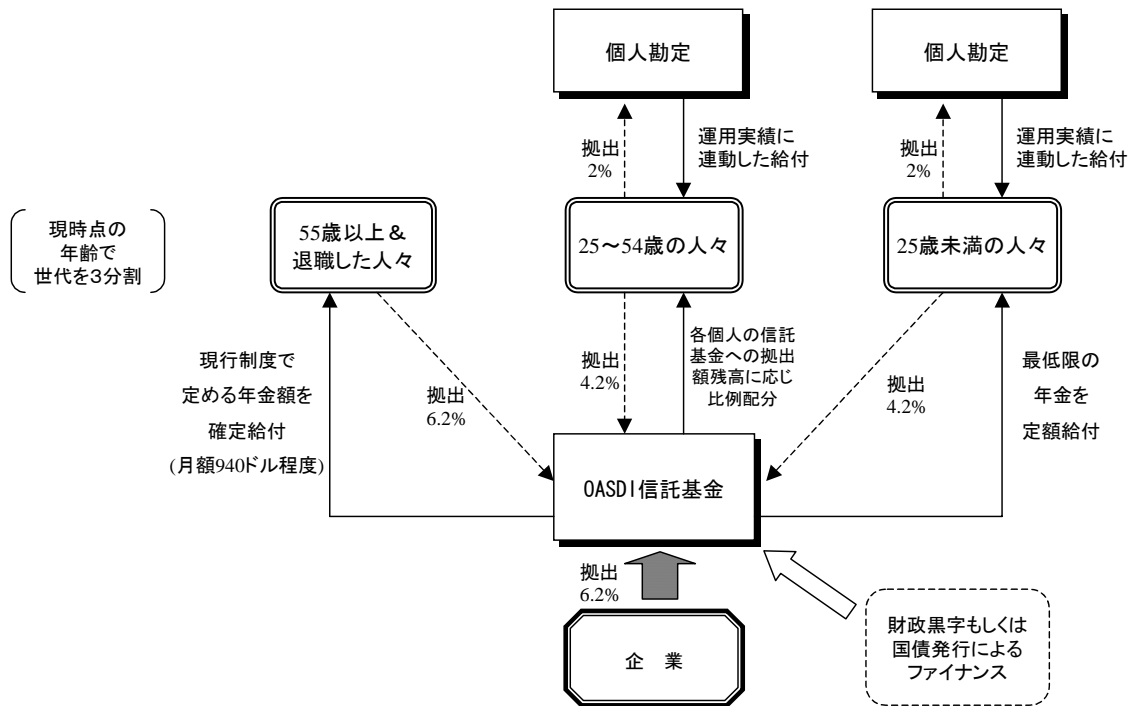 個人勘定
個人勘定
拠出
2%
運用実績に
連動した給付
拠出
2%
運用実績に
連動した給付
現時点の
年齢で
世代を3分割
55歳以上&
退職した人々
25～54歳の人々
25歳未満の人々
現行制度で
定める年金額を
確定給付
(月額940ドル程度)
拠出
6.2%
拠出
4.2%
各個人の信託
基金への拠出
額残高に応じ
比例配分
拠出
4.2%
最低限の
年金を
定額給付
OASDI信託基金
拠出
6.2%
企 業
財政黒字もしくは
国債発行による
ファイナンス